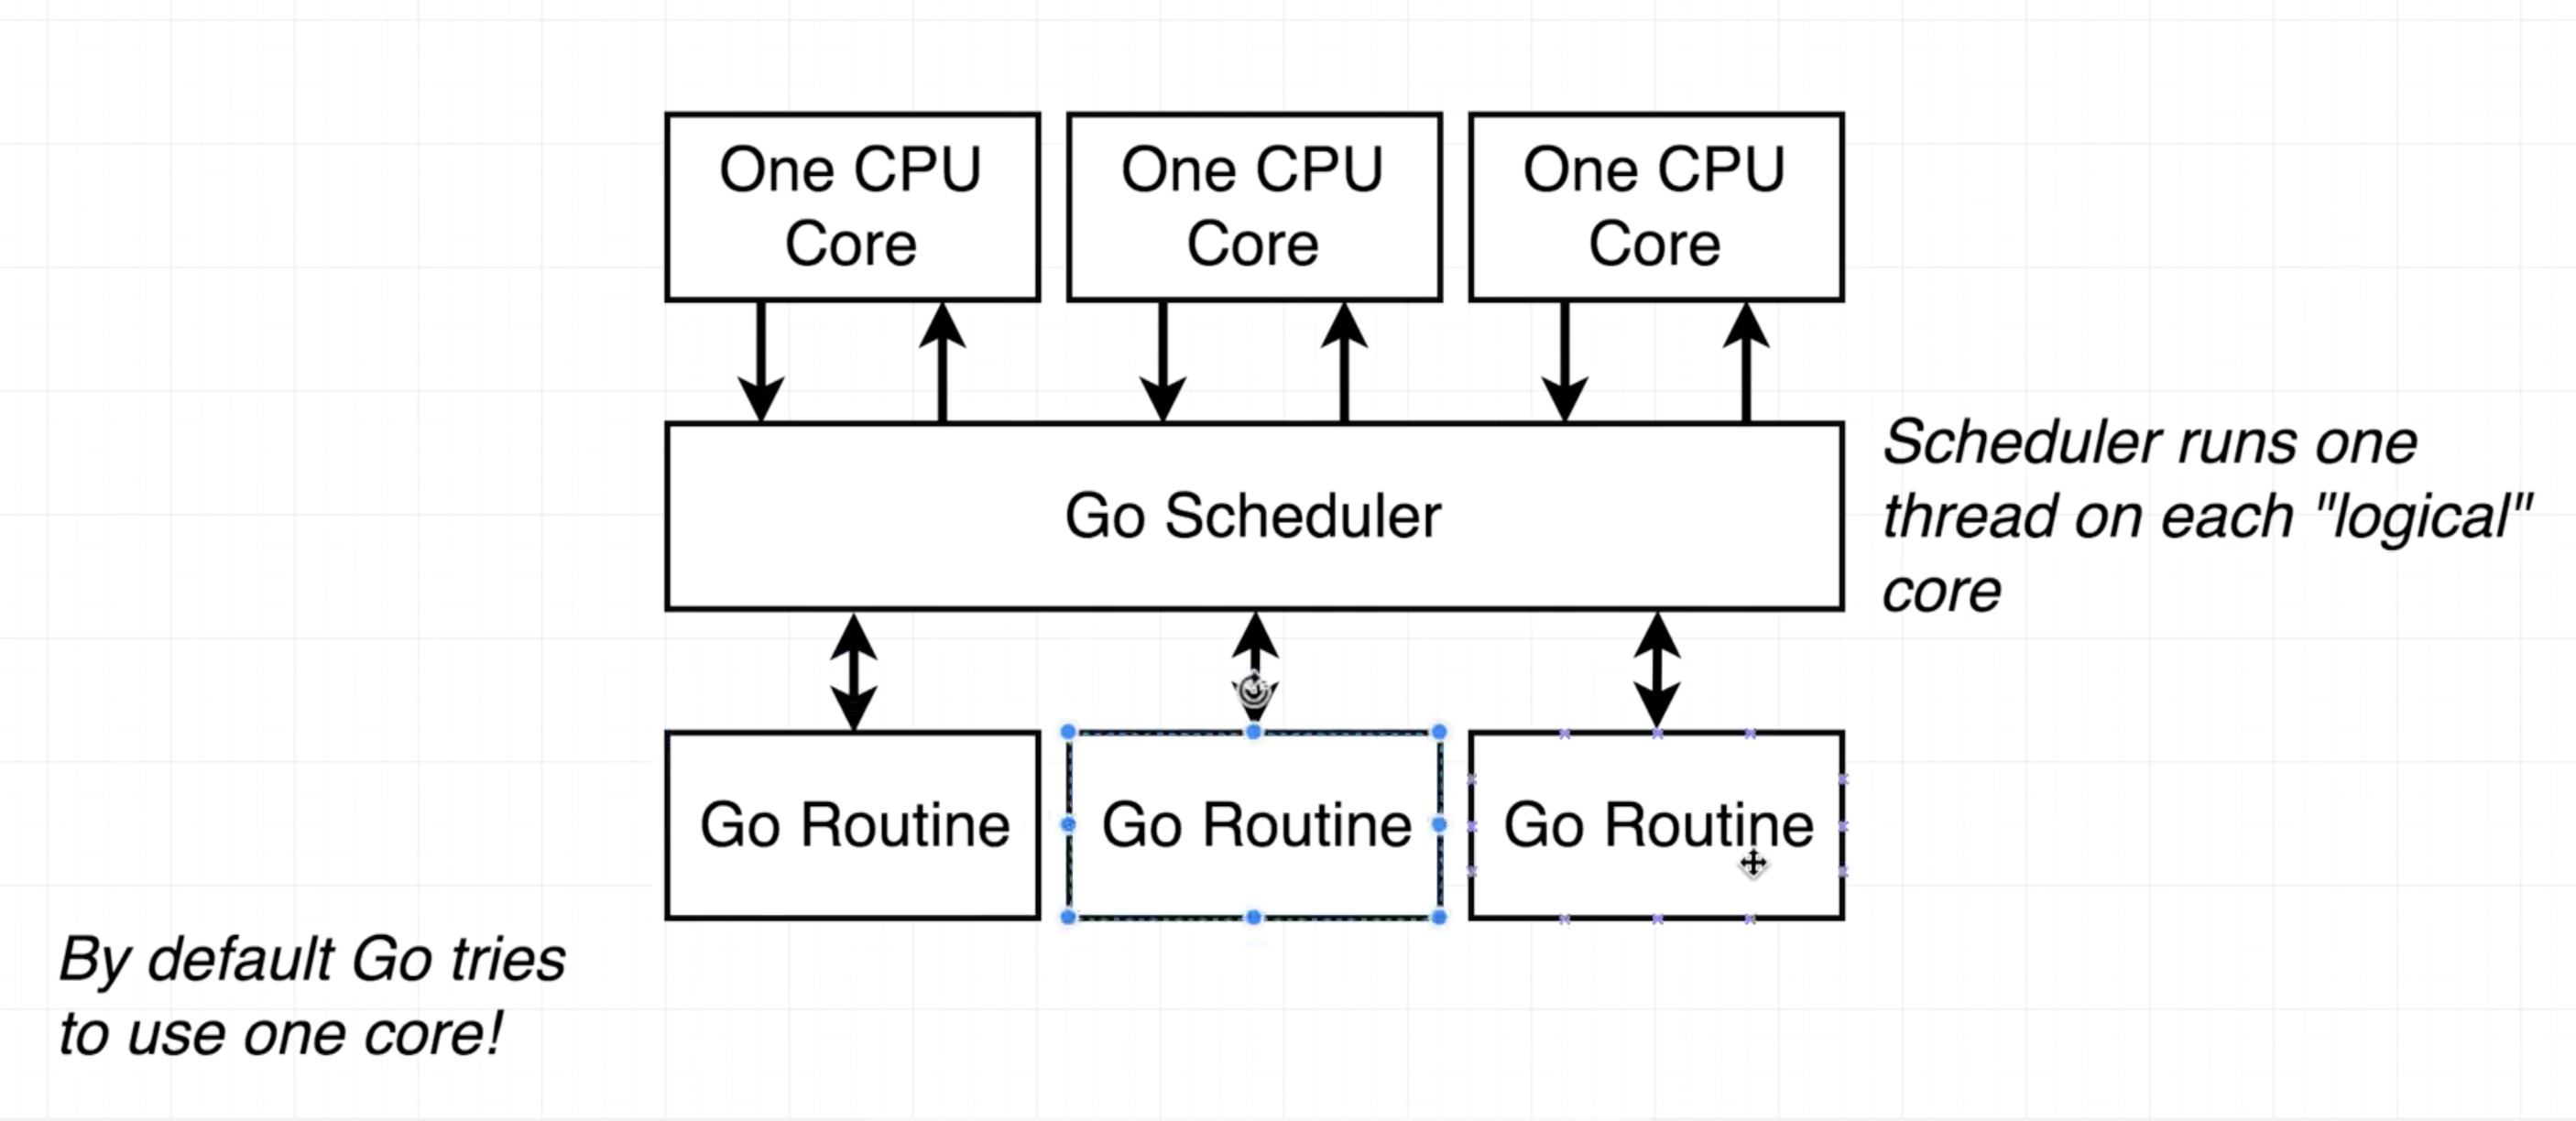 One CPU
Core
One CPU
Core
One CPU
Core
Go Scheduler
Scheduler runs one
thread on each "logical"
core
Go Routine
Go Routine
Go Routine
By default Go tries
to use one core!